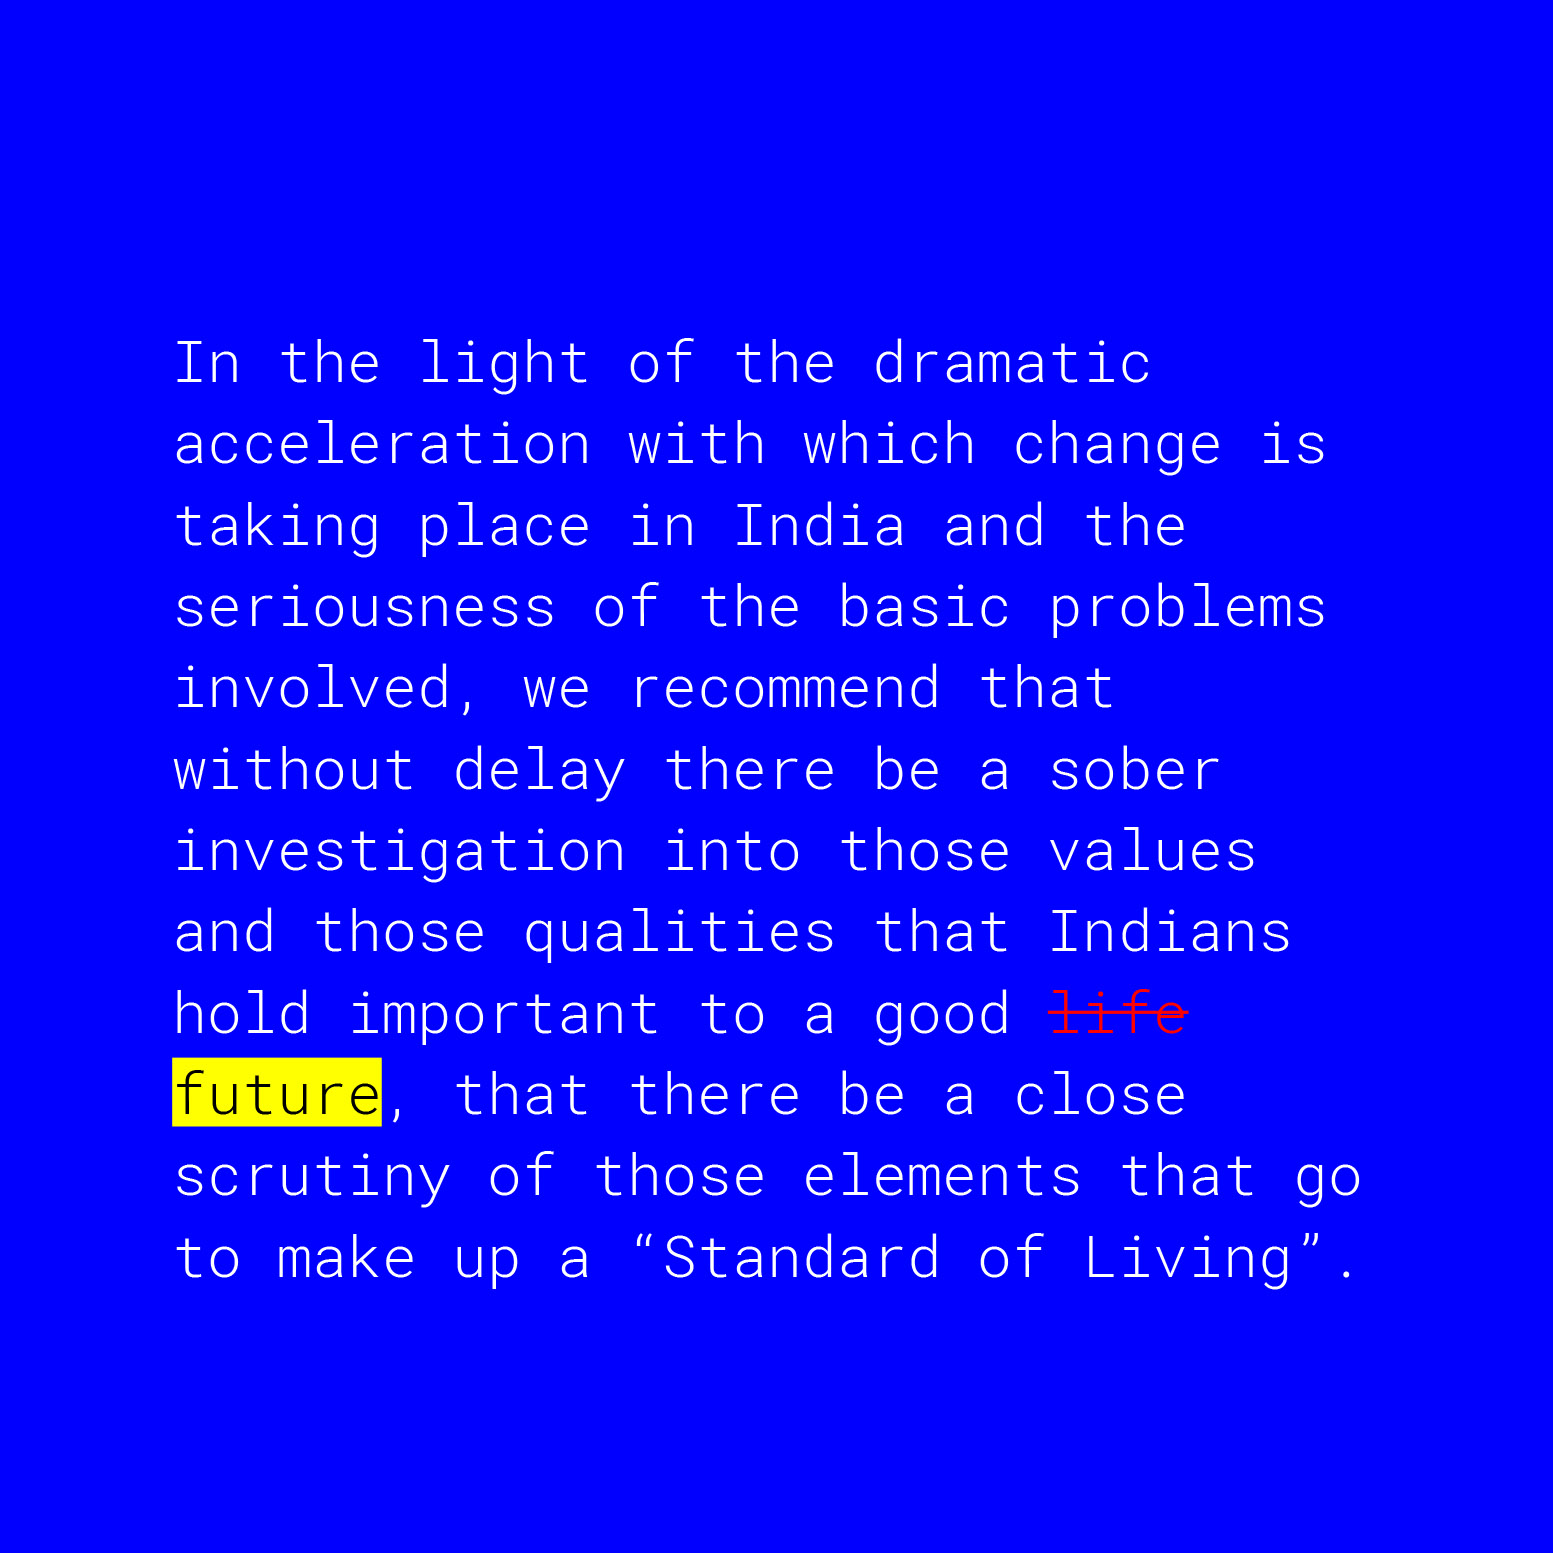 In the light of the dramatic
acceleration with which change is
taking place in India and the
seriousness of the basic problems
involved, we recommend that
without delay there be a sober
investigation into those values
and those qualities that Indians
hold important to a good life
future, that there be a close
scrutiny of those elements that go
to make up a “Standard of Living”.